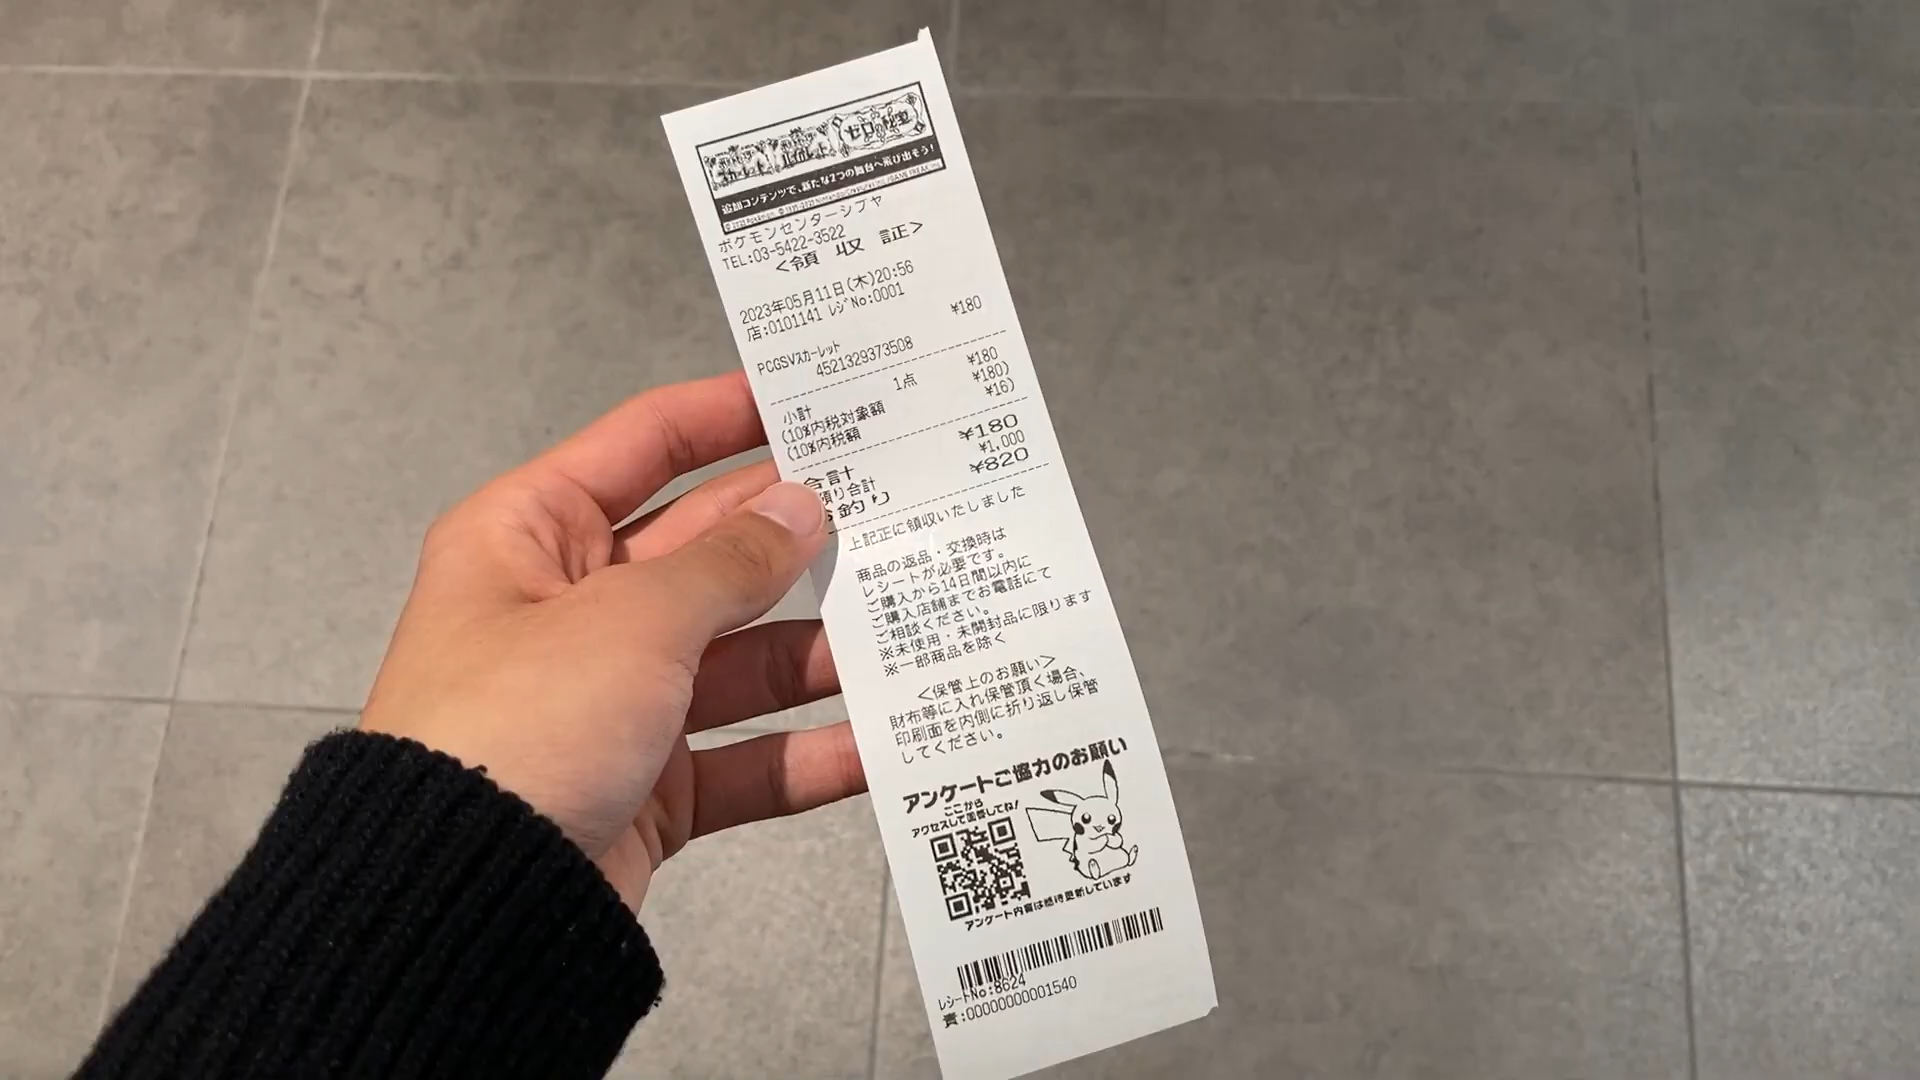 ゼロの秘宝
追加コンテンツで、新たな2つの舞台へ飛び出そう!
ポケモンセンターシブヤ
TEL:03-5422-3522
<領 収 証>
2023年05月11日(木)20:56
店:0101141 レジNo:0001
PCGSVスカーレット ¥180
4521329373508
小計 1点 ¥180
(10%内税対象額 ¥180)
(10%内税額 ¥16)
合計 ¥180
預り合計 ¥1,000
お釣り ¥820
上記正に領収いたしました
商品の返品・交換時は
レシートが必要です。
ご購入から14日間以内に
ご購入店舗までお電話にて
ご相談ください。
※未使用・未開封品に限ります
※一部商品を除く
<保管上のお願い>
財布等に入れ保管頂く場合、
印刷面を内側に折り返し保管
してください。
アンケートご協力のお願い
ここから
アクセスして回答してね!
アンケート内容は随時更新しています
レシートNo:8624
責:00000000001540